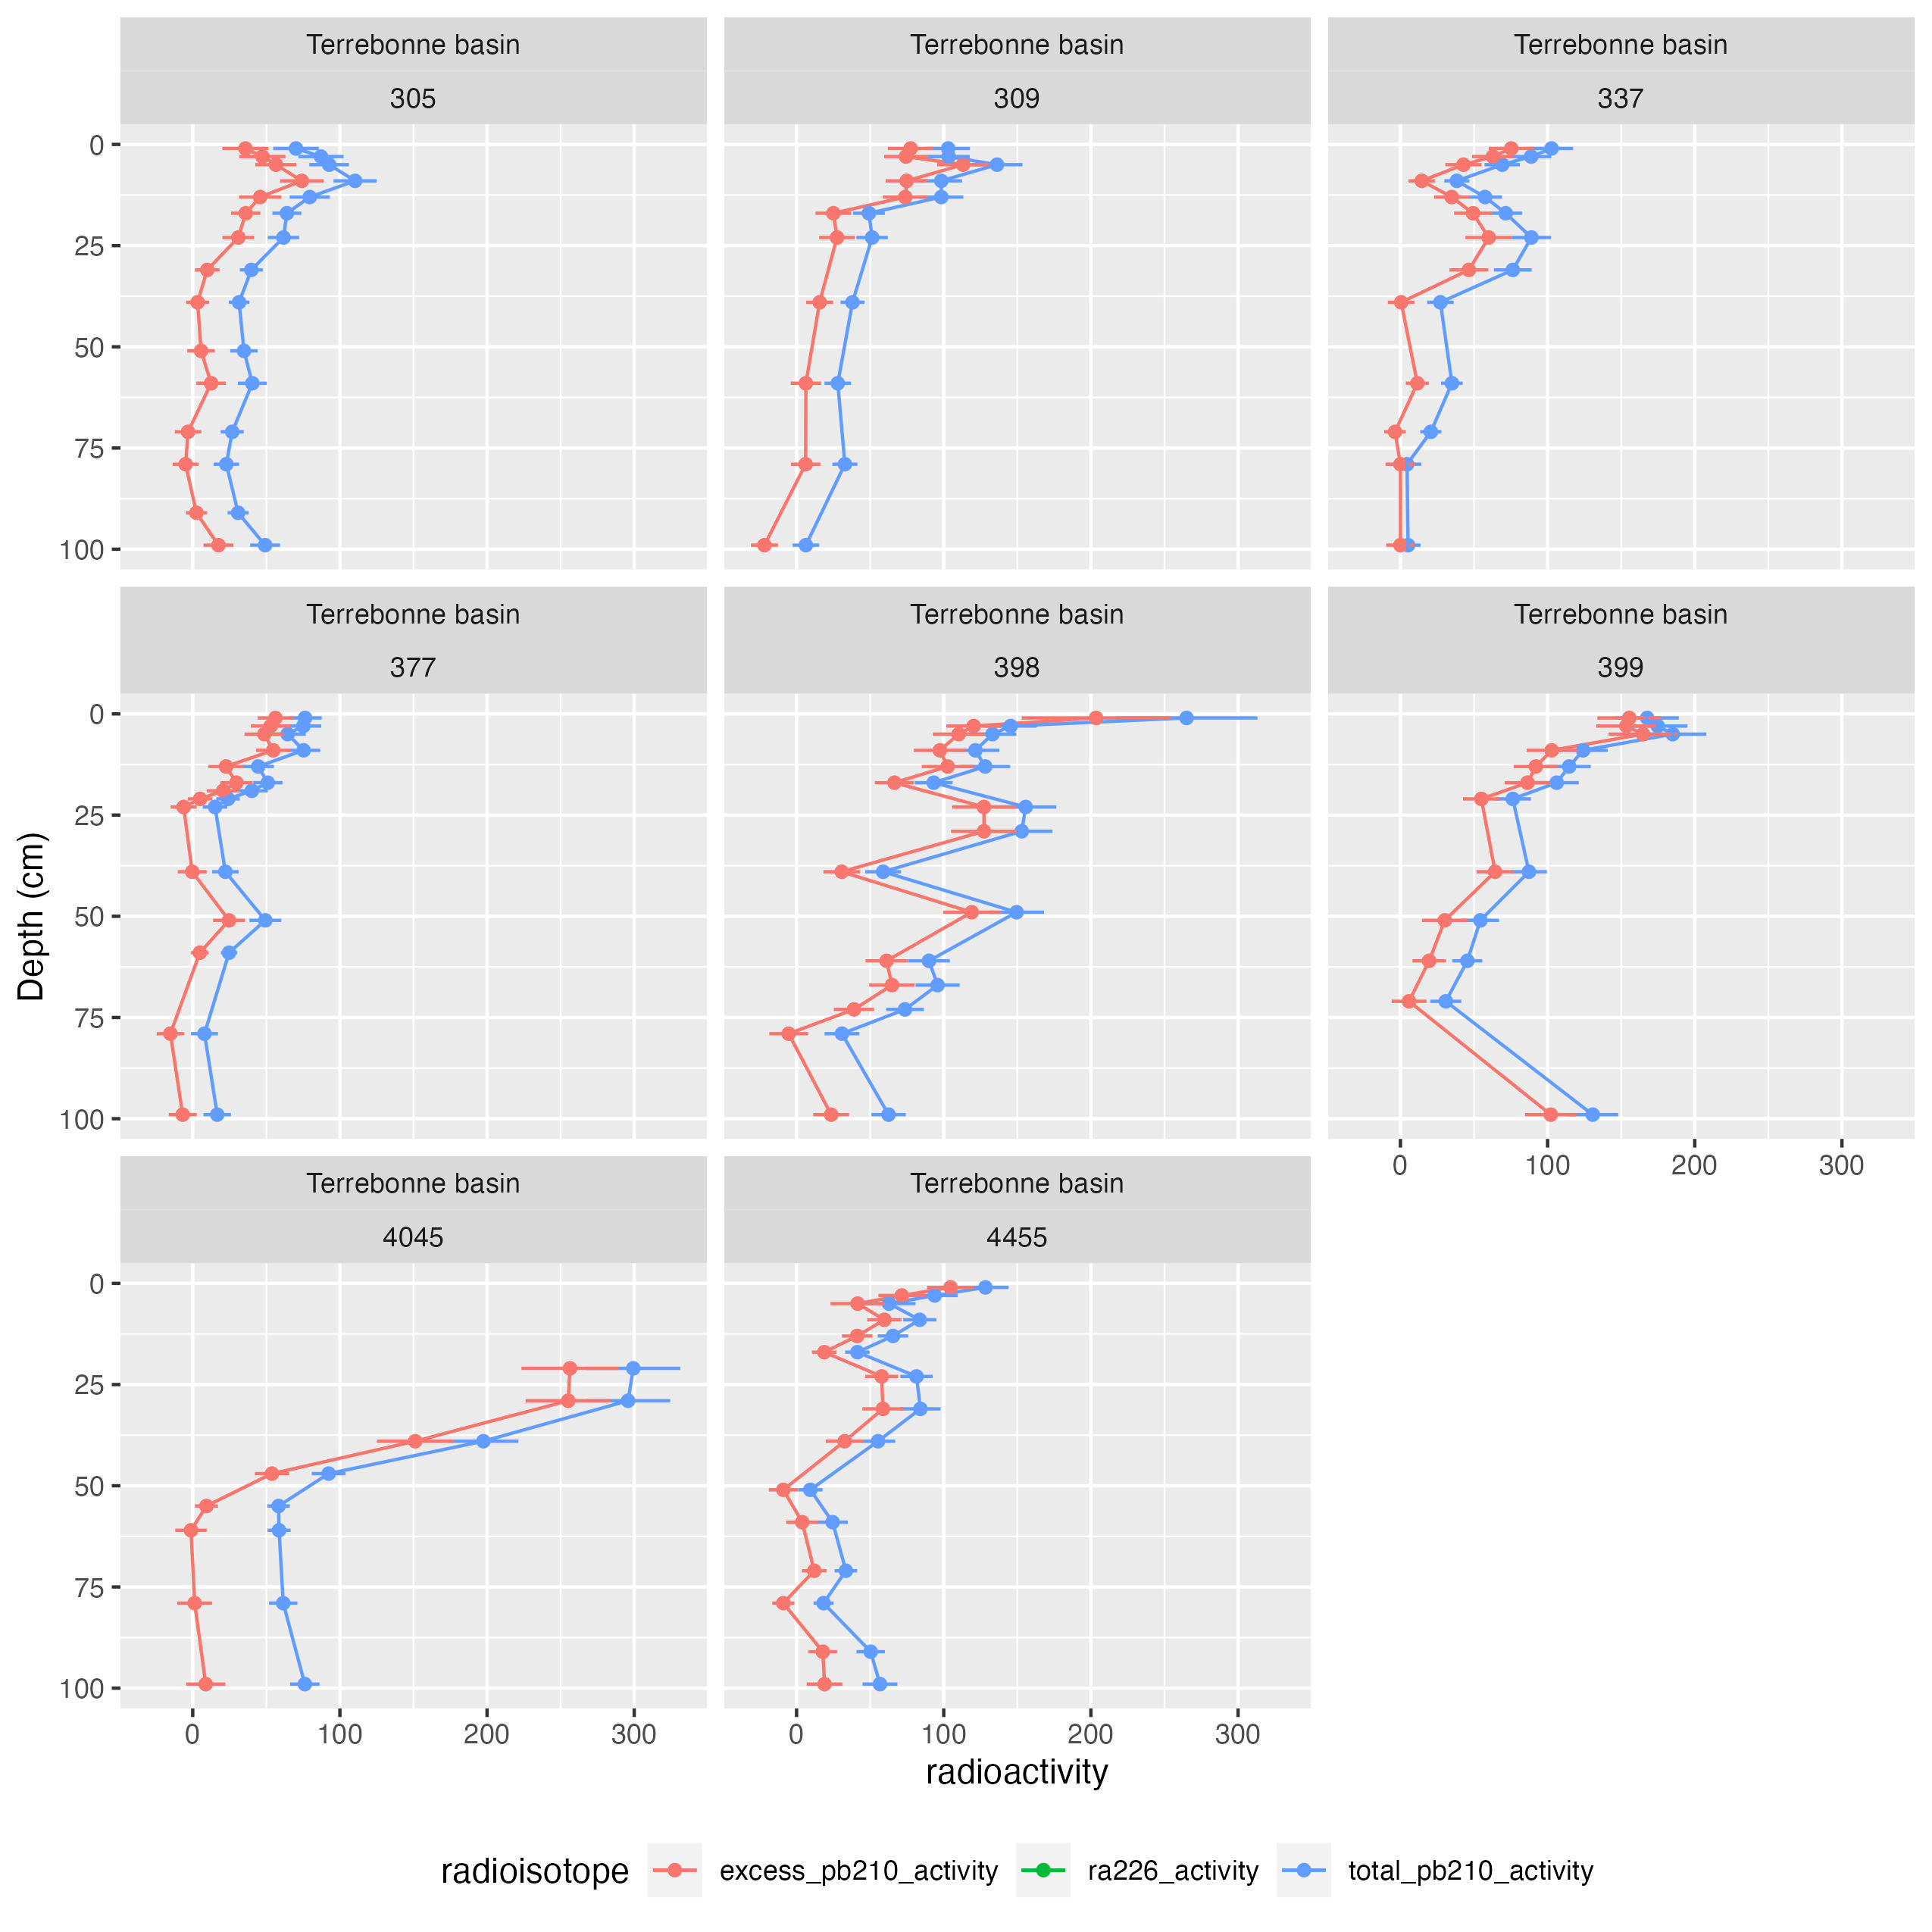 Terrebonne basin Terrebonne basin Terrebonne basin
305 309 337
0
25
50
75
100
Terrebonne basin Terrebonne basin Terrebonne basin
377 398 399
0
25
50
75
100
0 100 200 300
Terrebonne basin Terrebonne basin
4045 4455
0
25
50
75
100
0 100 200 300 0 100 200 300
Depth (cm)
radioactivity
radioisotope excess_pb210_activity ra226_activity total_pb210_activity